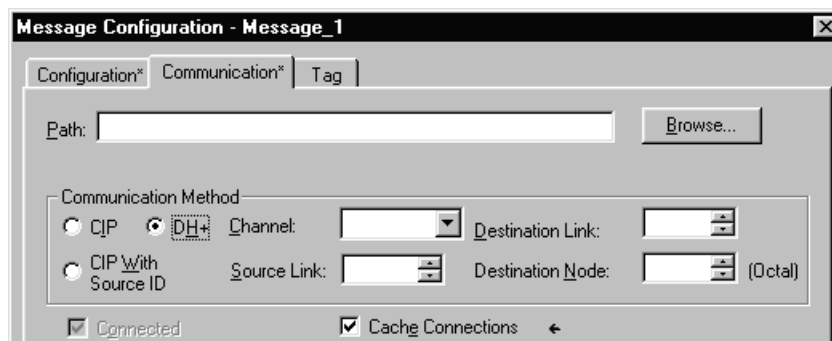 Message Configuration - Message_1
Configuration* Communication* Tag
Path: Browse...
Communication Method
CIP DH+ Channel: Destination Link:
CIP With Source ID Source Link: Destination Node: (Octal)
Connected Cache Connections ←